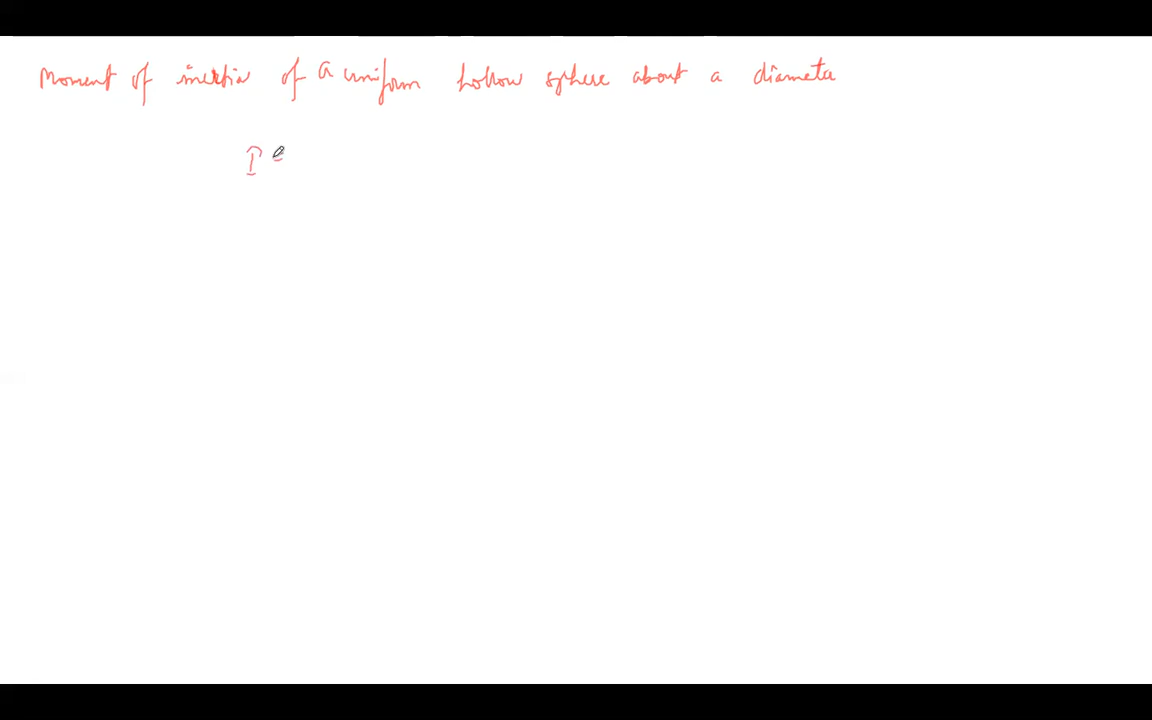 Moment of inertia of a uniform hollow sphere about a diameter
I =